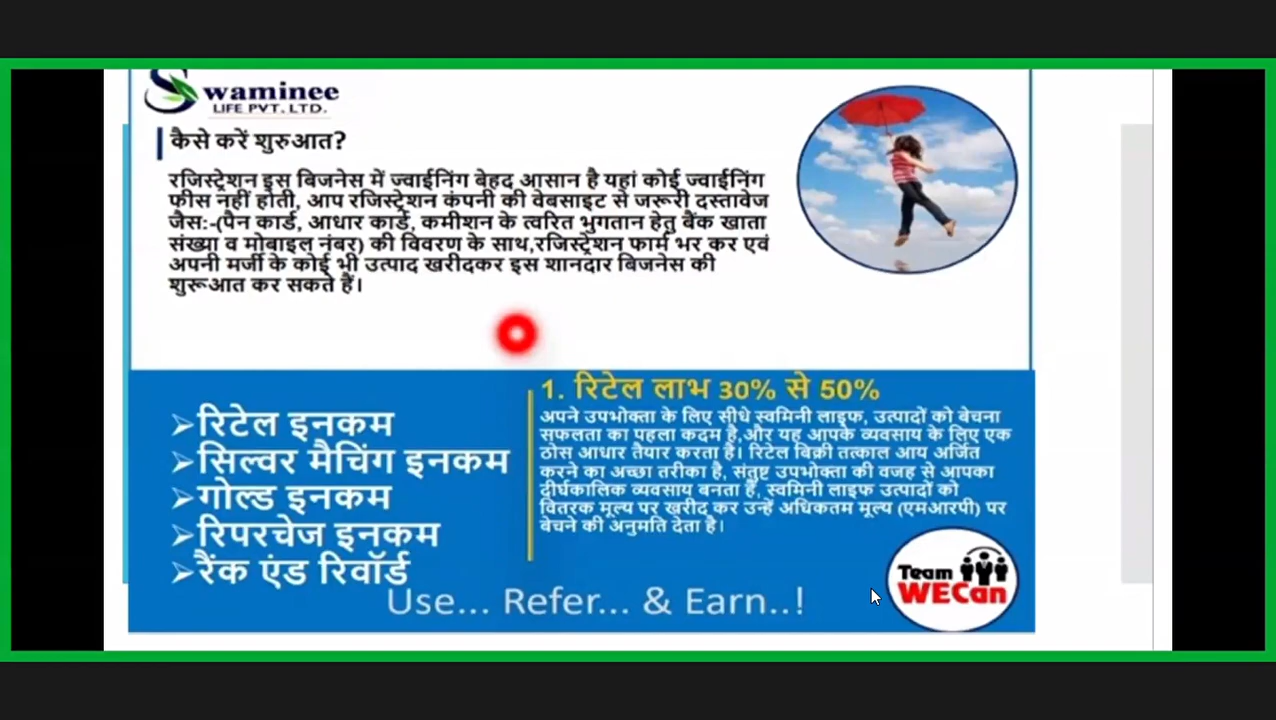 Swaminee
LIFE PVT. LTD.
कैसे करें शुरुआत?
रजिस्ट्रेशन इस बिजनेस में ज्वाईनिंग बेहद आसान है यहां कोई ज्वाईनिंग
फीस नहीं होती, आप रजिस्ट्रेशन कंपनी की वेबसाइट से जरूरी दस्तावेज
जैस:-(पैन कार्ड, आधार कार्ड, कमीशन के त्वरित भुगतान हेतु बैंक खाता
संख्या व मोबाइल नंबर) की विवरण के साथ,रजिस्ट्रेशन फार्म भर कर एवं
अपनी मर्जी के कोई भी उत्पाद खरीदकर इस शानदार बिजनेस की
शुरूआत कर सकते हैं।
➢रिटेल इनकम
➢सिल्वर मैचिंग इनकम
➢गोल्ड इनकम
➢रिपरचेज इनकम
➢रैंक एंड रिवॉर्ड
1. रिटेल लाभ 30% से 50%
अपने उपभोक्ता के लिए सीधे स्वमिनी लाइफ, उत्पादों को बेचना
सफलता का पहला कदम है,और यह आपके व्यवसाय के लिए एक
ठोस आधार तैयार करता है। रिटेल बिक्री तत्काल आय अर्जित
करने का अच्छा तरीका है, संतुष्ट उपभोक्ता की वजह से आपका
दीर्घकालिक व्यवसाय बनता है, स्वमिनी लाइफ उत्पादों को
वितरक मूल्य पर खरीद कर उन्हें अधिकतम मूल्य (एमआरपी) पर
बेचने की अनुमति देता है।
Use... Refer... & Earn..!
Team
WECan